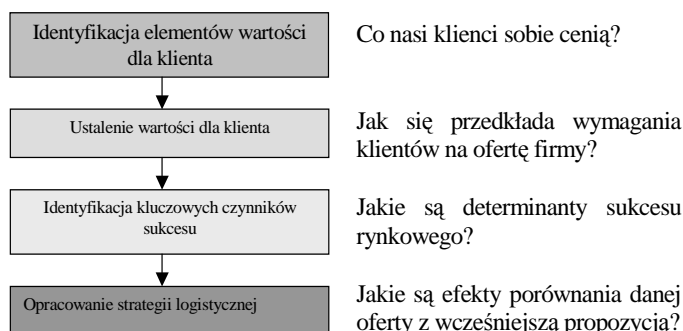 Identyfikacja elementów wartości
dla klienta
Co nasi klienci sobie cenią?
Ustalenie wartości dla klienta
Jak się przedkłada wymagania
klientów na ofertę firmy?
Identyfikacja kluczowych czynników
sukcesu
Jakie są determinanty sukcesu
rynkowego?
Opracowanie strategii logistycznej
Jakie są efekty porównania danej
oferty z wcześniejszą propozycją?